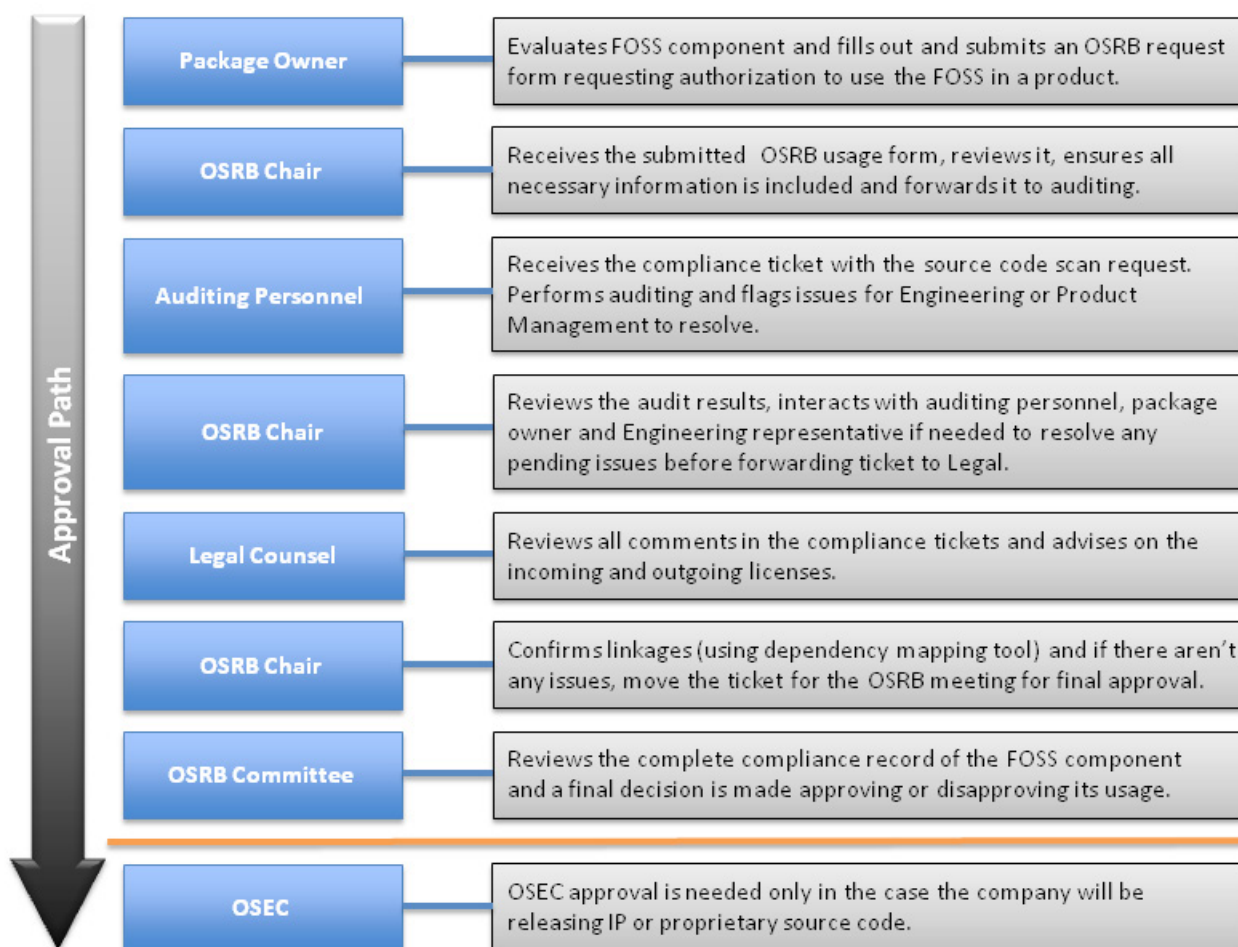 Approval Path
Package Owner
Evaluates FOSS component and fills out and submits an OSRB request
form requesting authorization to use the FOSS in a product.
OSRB Chair
Receives the submitted OSRB usage form, reviews it, ensures all
necessary information is included and forwards it to auditing.
Auditing Personnel
Receives the compliance ticket with the source code scan request.
Performs auditing and flags issues for Engineering or Product
Management to resolve.
OSRB Chair
Reviews the audit results, interacts with auditing personnel, package
owner and Engineering representative if needed to resolve any
pending issues before forwarding ticket to Legal.
Legal Counsel
Reviews all comments in the compliance tickets and advises on the
incoming and outgoing licenses.
OSRB Chair
Confirms linkages (using dependency mapping tool) and if there aren't
any issues, move the ticket for the OSRB meeting for final approval.
OSRB Committee
Reviews the complete compliance record of the FOSS component
and a final decision is made approving or disapproving its usage.
OSEC
OSEC approval is needed only in the case the company will be
releasing IP or proprietary source code.